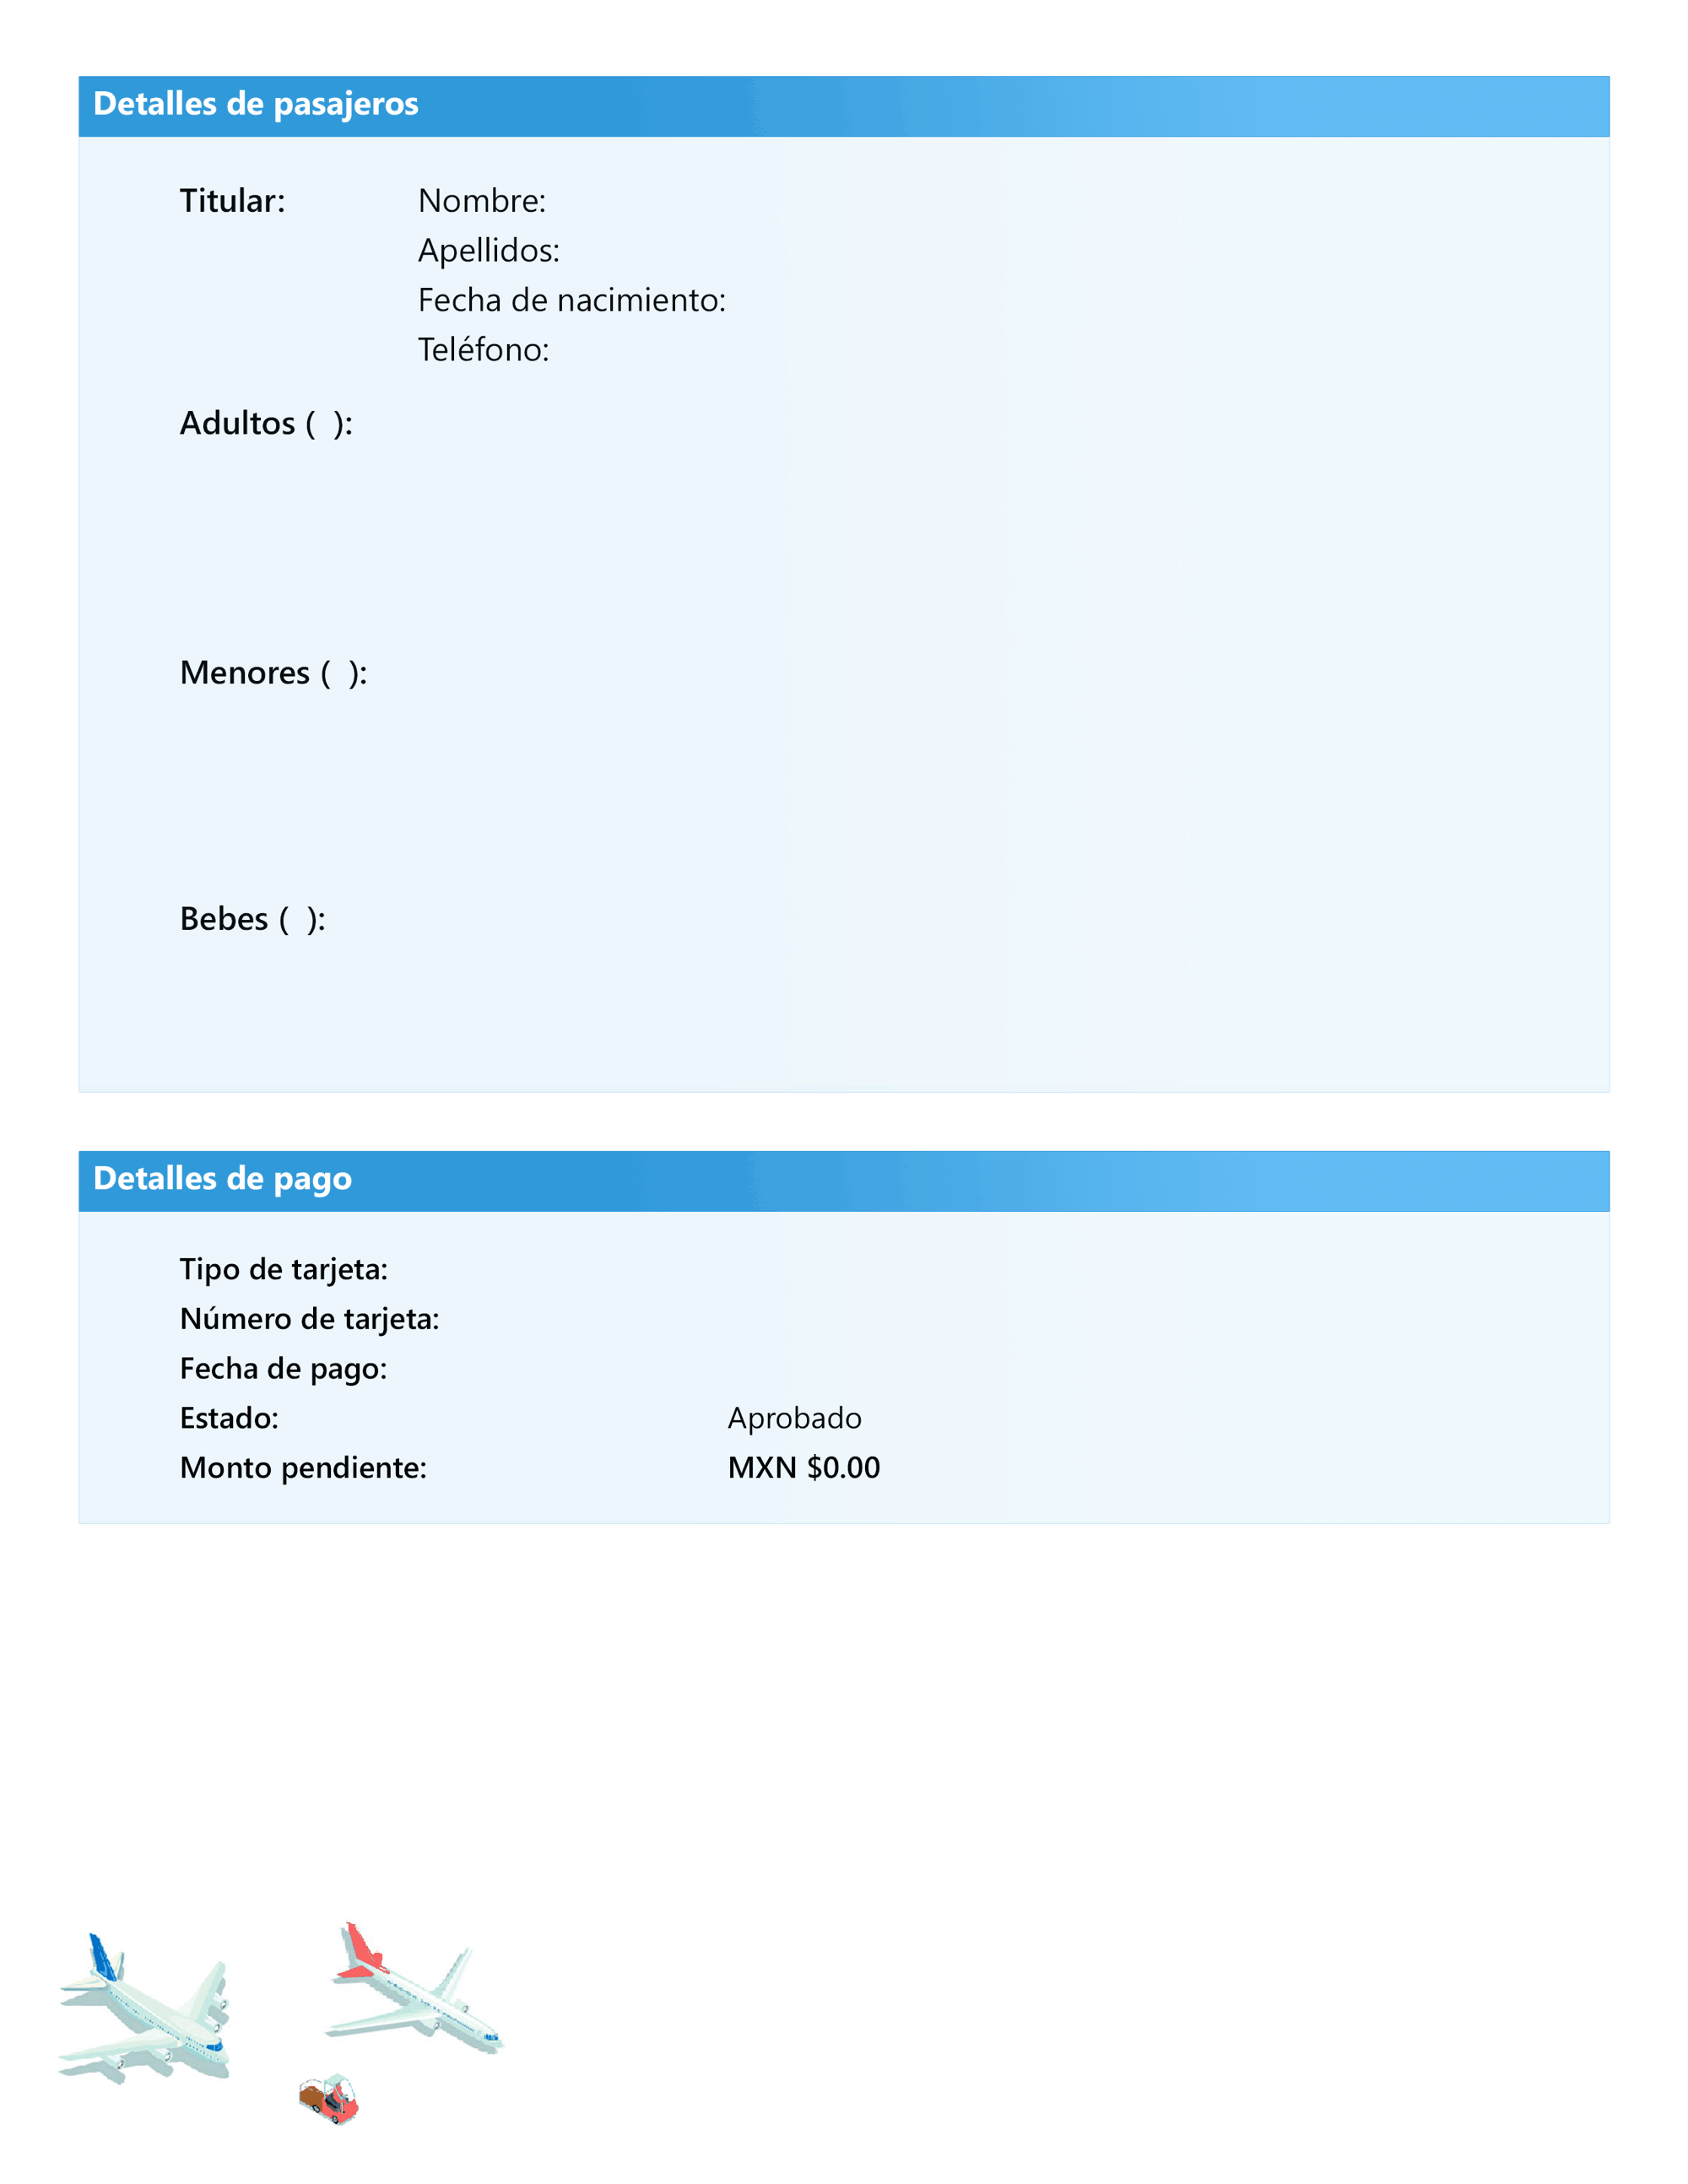 Detalles de pasajeros
Titular: Nombre:
Apellidos:
Fecha de nacimiento:
Teléfono:
Adultos ( ):
Menores ( ):
Bebes ( ):
Detalles de pago
Tipo de tarjeta:
Número de tarjeta:
Fecha de pago:
Estado: Aprobado
Monto pendiente: MXN $0.00